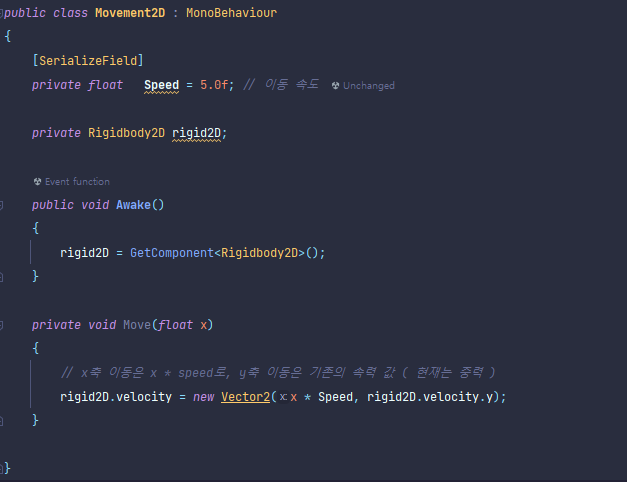 public class Movement2D : MonoBehaviour
{
[SerializeField]
private float Speed = 5.0f; // 이동 속도 Unchanged
private Rigidbody2D rigid2D;
Event function
public void Awake()
{
rigid2D = GetComponent<Rigidbody2D>();
}
private void Move(float x)
{
// x축 이동은 x * speed로, y축 이동은 기존의 속력 값 ( 현재는 중력 )
rigid2D.velocity = new Vector2(x: x * Speed, rigid2D.velocity.y);
}
}